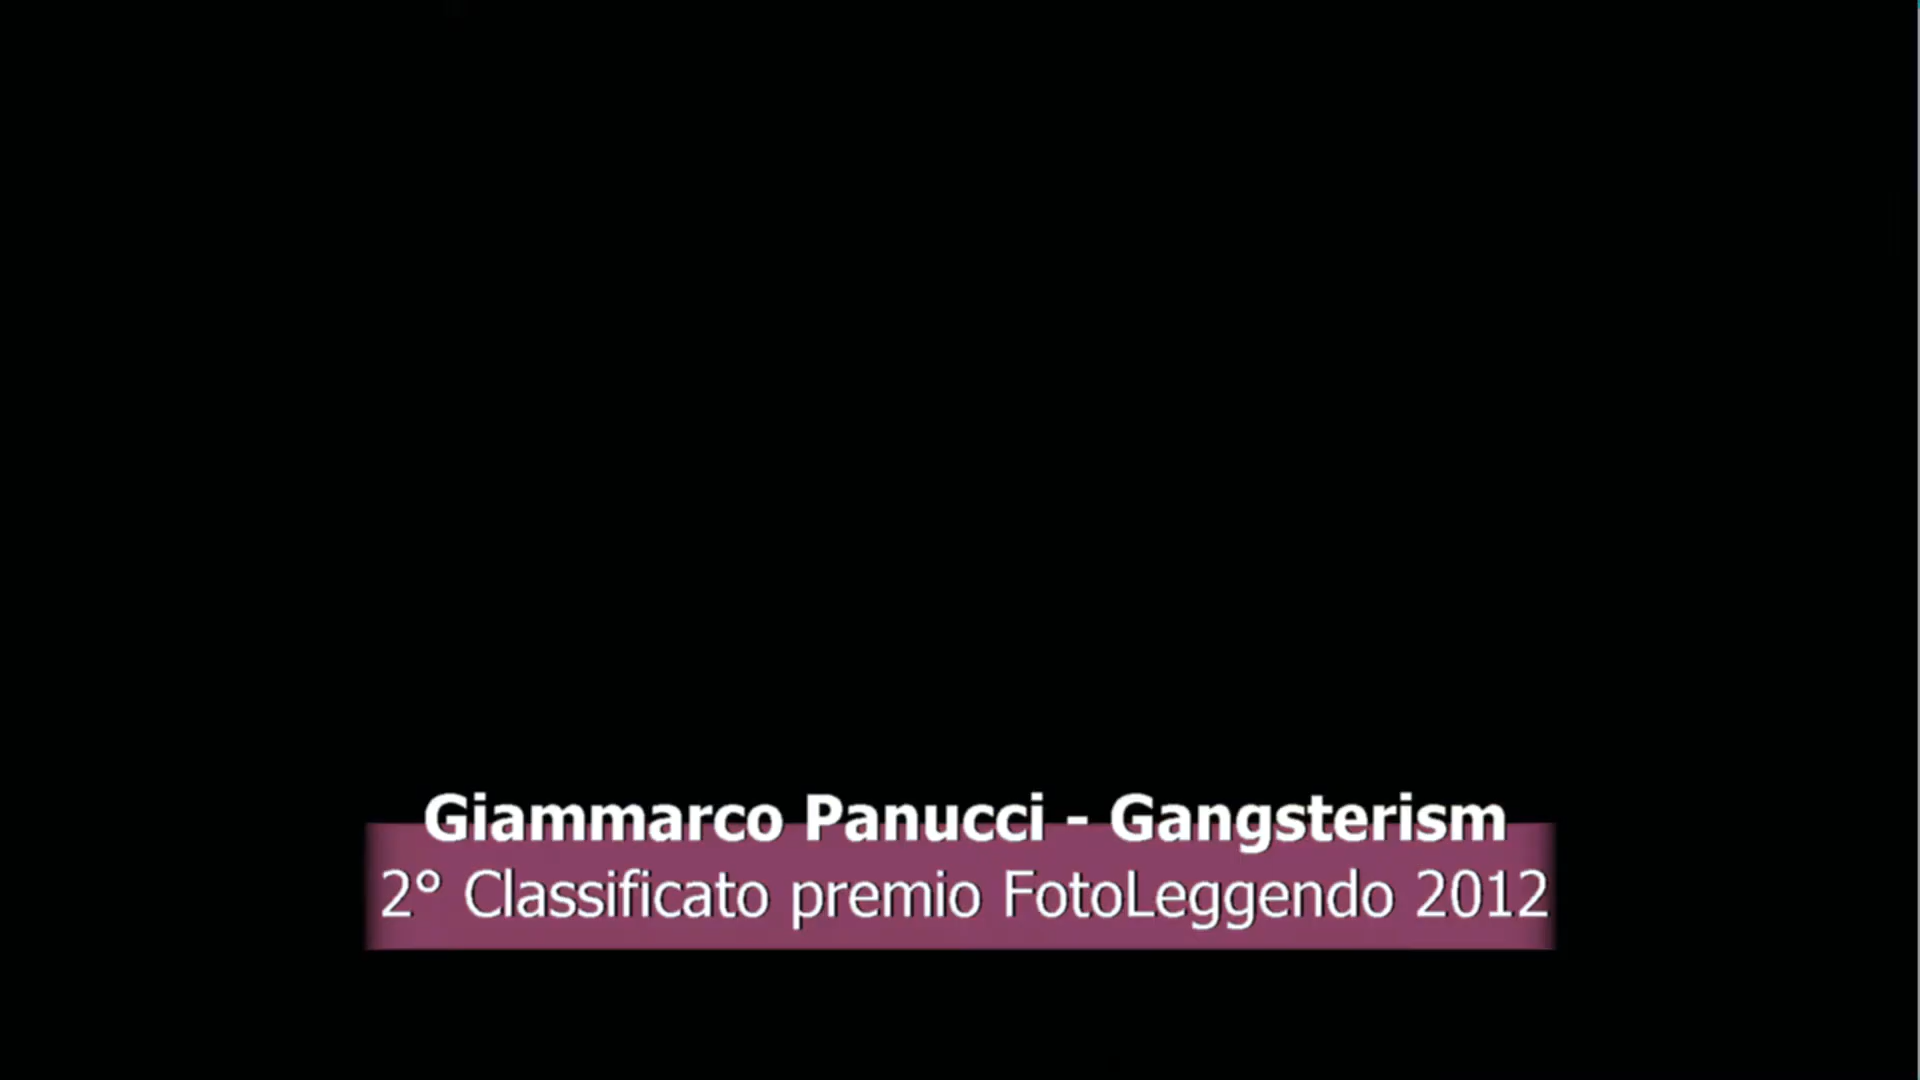 Giammarco Panucci - Gangsterism
2° Classificato premio FotoLeggendo 2012